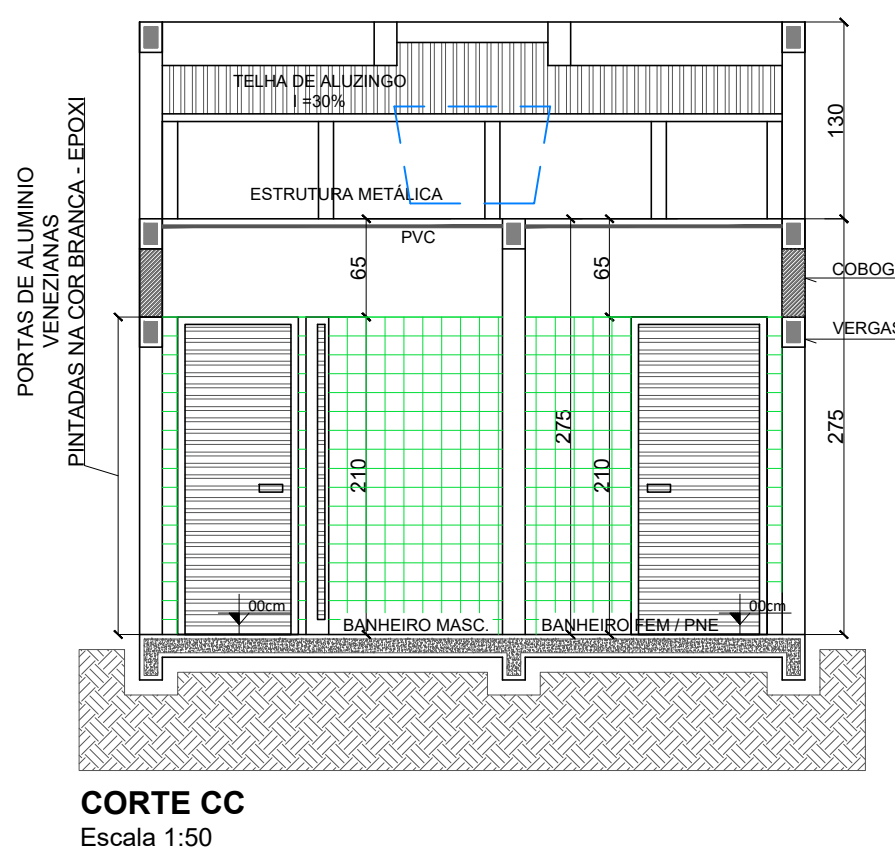 TELHA DE ALUZINGO
I =30%
130
PORTAS DE ALUMINIO
VENEZIANAS
PINTADAS NA COR BRANCA - EPOXI
ESTRUTURA METÁLICA
PVC
65
65
COBOG
VERGAS
275
275
210
210
00cm
00cm
BANHEIRO MASC.
BANHEIRO FEM / PNE
CORTE CC
Escala 1:50